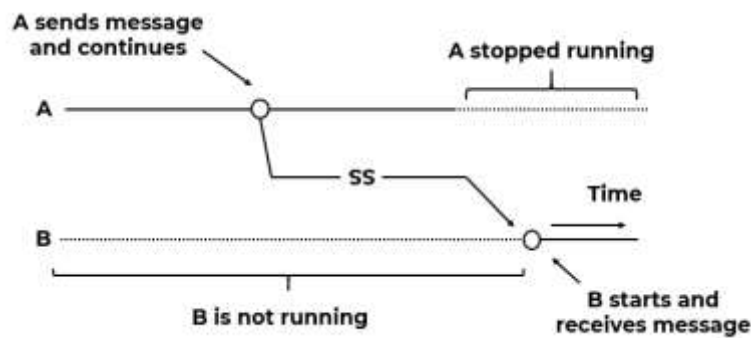 A sends message
and continues
A stopped running
A
SS
Time
B
B is not running
B starts and
receives message